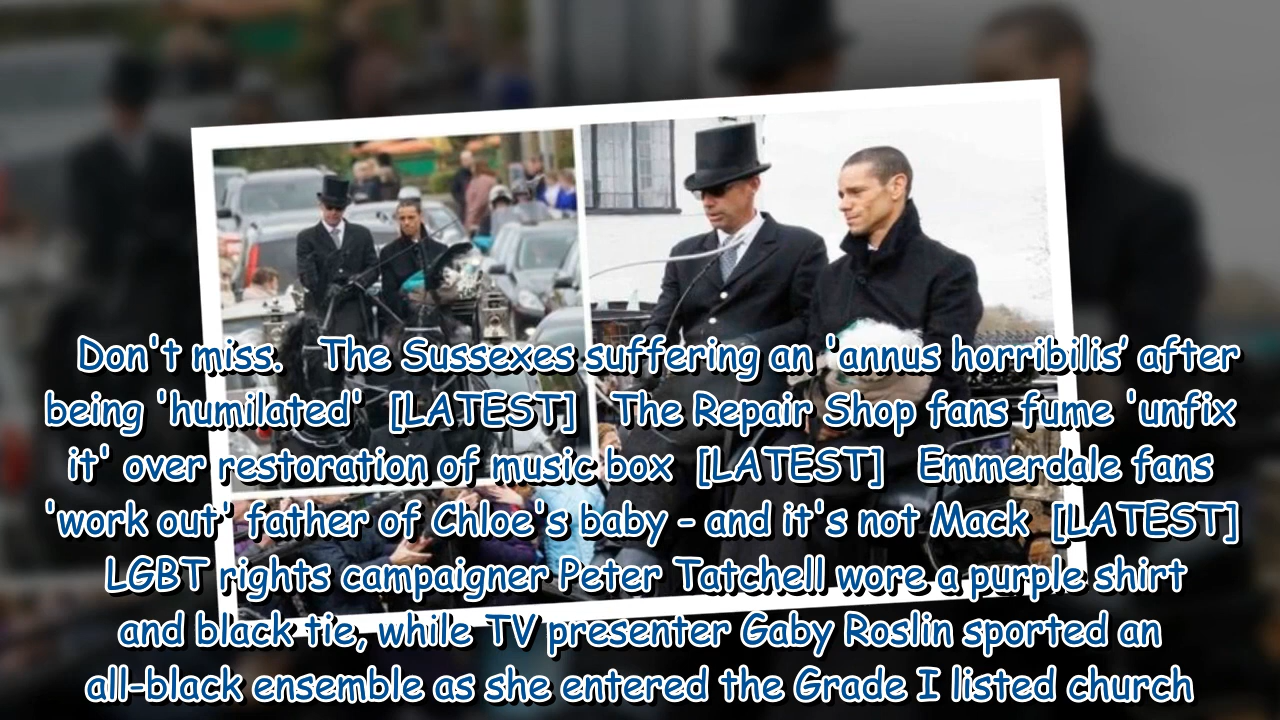 Don't miss. The Sussexes suffering an 'annus horribilis’ after
being 'humilated' [LATEST] The Repair Shop fans fume 'unfix
it' over restoration of music box [LATEST] Emmerdale fans
'work out' father of Chloe's baby – and it's not Mack [LATEST]
LGBT rights campaigner Peter Tatchell wore a purple shirt
and black tie, while TV presenter Gaby Roslin sported an
all-black ensemble as she entered the Grade I listed church